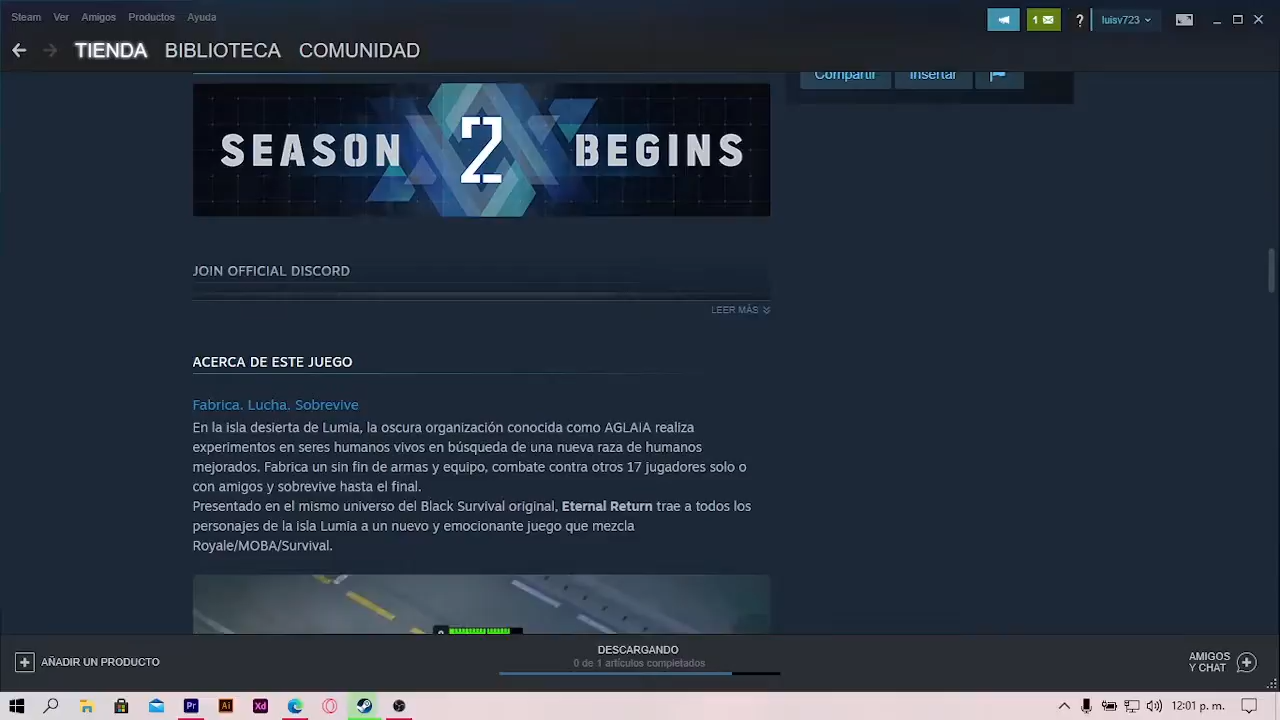 Steam Ver Amigos Productos Ayuda
1 ? luisv723
TIENDA BIBLIOTECA COMUNIDAD
Compartir Insertar
SEASON 2 BEGINS
JOIN OFFICIAL DISCORD
LEER MÁS
ACERCA DE ESTE JUEGO
Fabrica. Lucha. Sobrevive
En la isla desierta de Lumia, la oscura organización conocida como AGLAIA realiza
experimentos en seres humanos vivos en búsqueda de una nueva raza de humanos
mejorados. Fabrica un sin fin de armas y equipo, combate contra otros 17 jugadores solo o
con amigos y sobrevive hasta el final.
Presentado en el mismo universo del Black Survival original, Eternal Return trae a todos los
personajes de la isla Lumia a un nuevo y emocionante juego que mezcla
Royale/MOBA/Survival.
AÑADIR UN PRODUCTO
DESCARGANDO
0 de 1 artículos completados
AMIGOS
Y CHAT
Pr Ai Xd 12:01 p. m.